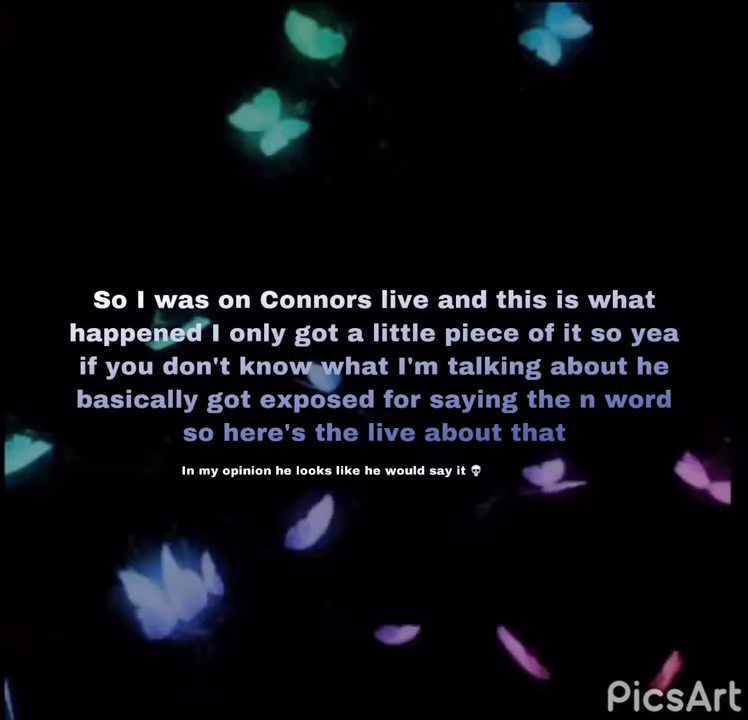 So I was on Connors live and this is what
happened I only got a little piece of it so yea
if you don't know what I'm talking about he
basically got exposed for saying the n word
so here's the live about that
In my opinion he looks like he would say it 💀
PicsArt